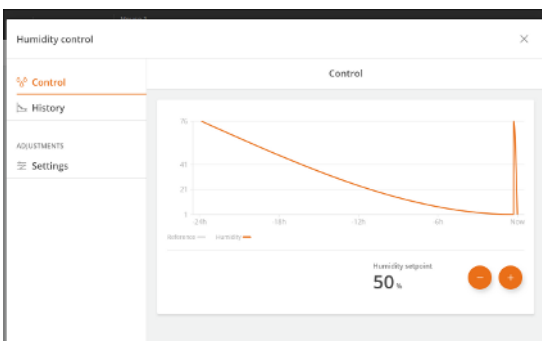 Humidity control
Control
History
ADJUSTMENTS
Settings
Control
76
41
21
1
-24h
-18h
-12h
-6h
Now
Reference
Humidity
Humidity setpoint
50 %